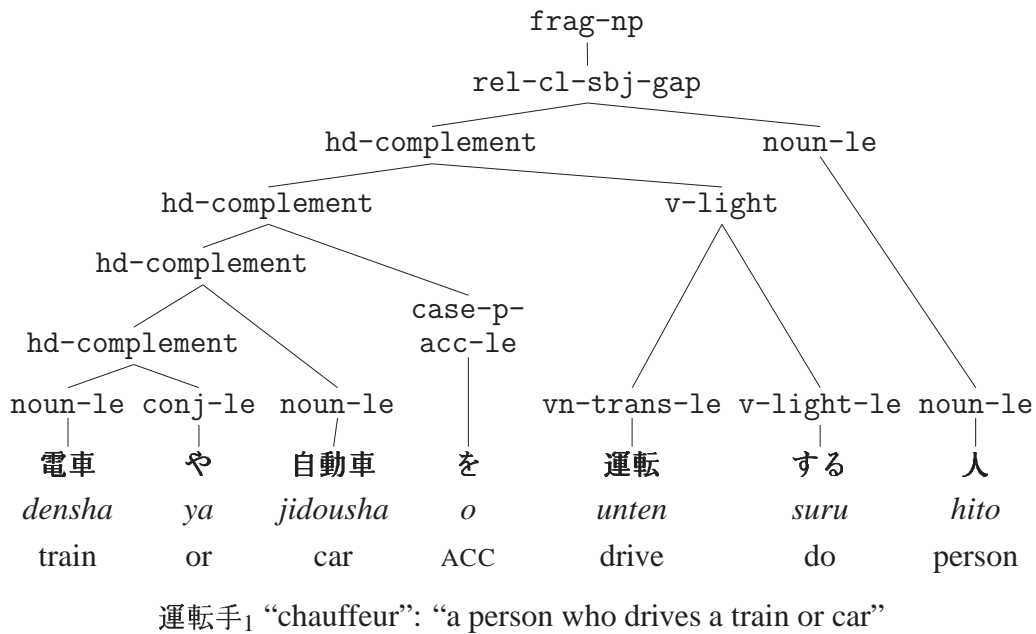 frag-np
rel-cl-sbj-gap
hd-complement noun-le
hd-complement v-light
hd-complement
case-p-
acc-le
hd-complement
noun-le conj-le noun-le vn-trans-le v-light-le noun-le
電車 や 自動車 を 運転 する 人
densha ya jidousha o unten suru hito
train or car ACC drive do person
運転手1 “chauffeur”: “a person who drives a train or car”